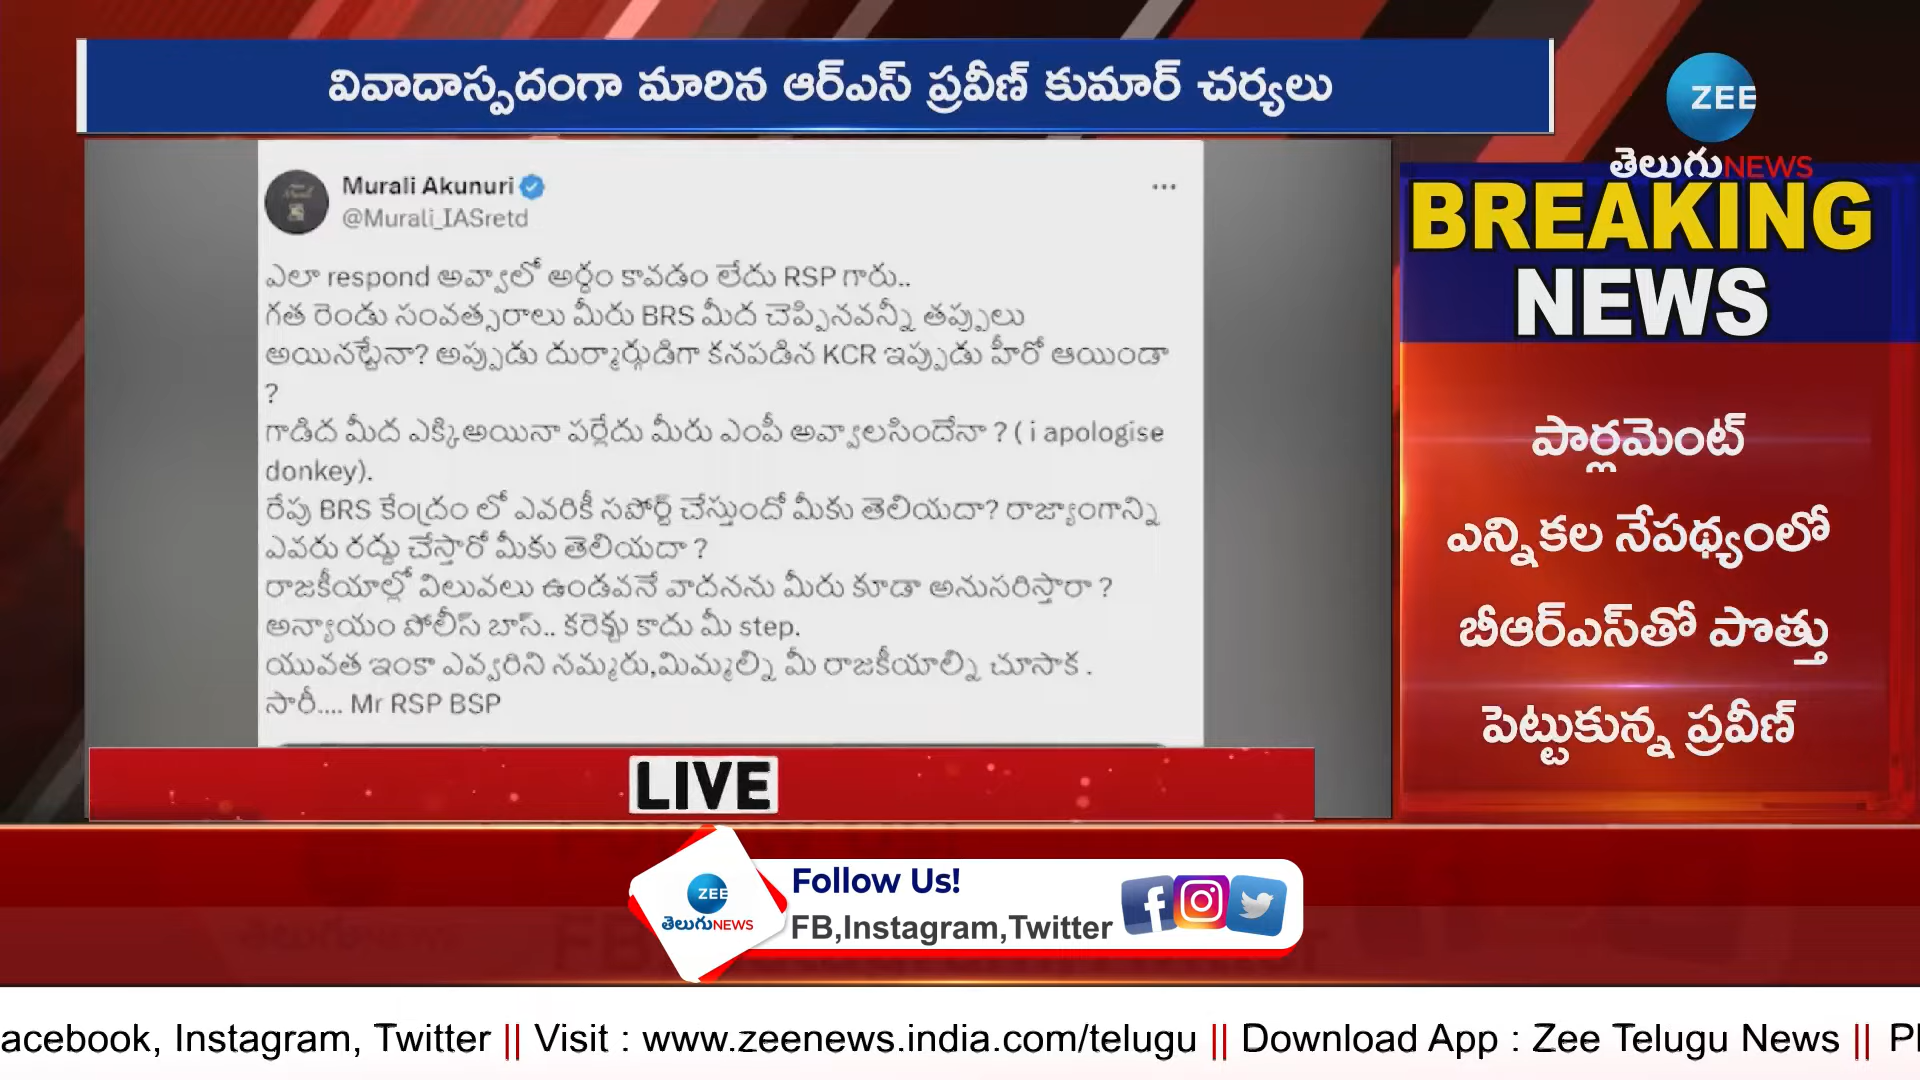 వివాదాస్పదంగా మారిన ఆర్ఎస్ ప్రవీణ్ కుమార్ చర్యలు
ZEE
తెలుగుNEWS
Murali Akunuri
@Murali_IASretd
ఎలా respond అవ్వాలో అర్థం కావడం లేదు RSP గారు..
గత రెండు సంవత్సరాలు మీరు BRS మీద చెప్పినవన్నీ తప్పులు
అయినట్టేనా? అప్పుడు దుర్మార్గుడిగా కనపడిన KCR ఇప్పుడు హీరో ఆయిండా
?
గాడిద మీద ఎక్కిఅయినా పర్లేదు మీరు ఎంపీ అవ్వాలసిందేనా ? ( i apologise
donkey).
రేపు BRS కేంద్రం లో ఎవరికీ సపోర్ట్ చేస్తుందో మీకు తెలియదా? రాజ్యాంగాన్ని
ఎవరు రద్దు చేస్తారో మీకు తెలియదా ?
రాజకీయాల్లో విలువలు ఉండవనే వాదనను మీరు కూడా అనుసరిస్తారా ?
అన్యాయం పోలీస్ బాస్.. కరెక్టు కాదు మీ step.
యువత ఇంకా ఎవ్వరిని నమ్మరు,మిమ్మల్ని మీ రాజకీయాల్ని చూసాక .
సారీ.... Mr RSP BSP
BREAKING
NEWS
పార్లమెంట్
ఎన్నికల నేపథ్యంలో
బీఆర్ఎస్‌తో పొత్తు
పెట్టుకున్న ప్రవీణ్
LIVE
ZEE
తెలుగుNEWS
Follow Us!
FB,Instagram,Twitter
acebook, Instagram, Twitter || Visit : www.zeenews.india.com/telugu || Download App : Zee Telugu News ||